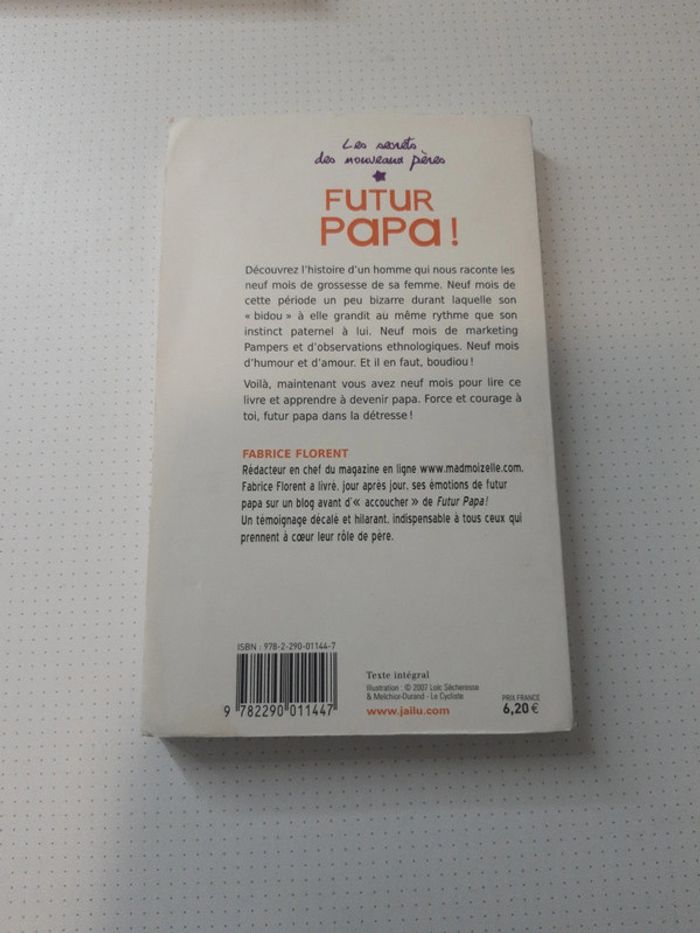 Les secrets
des nouveaux pères
FUTUR
PAPA !
Découvrez l'histoire d'un homme qui nous raconte les
neuf mois de grossesse de sa femme. Neuf mois de
cette période un peu bizarre durant laquelle son
« bidou » à elle grandit au même rythme que son
instinct paternel à lui. Neuf mois de marketing
Pampers et d'observations ethnologiques. Neuf mois
d'humour et d'amour. Et il en faut, boudiou !
Voilà, maintenant vous avez neuf mois pour lire ce
livre et apprendre à devenir papa. Force et courage à
toi, futur papa dans la détresse !
FABRICE FLORENT
Rédacteur en chef du magazine en ligne www.madmoizelle.com,
Fabrice Florent a livré, jour après jour, ses émotions de futur
papa sur un blog avant d'« accoucher » de Futur Papa !
Un témoignage décalé et hilarant, indispensable à tous ceux qui
prennent à cœur leur rôle de père.
ISBN : 978-2-290-01144-7
9 782290 011447
Texte intégral
Illustration : © 2007 Loïc Sécheresse
& Melchior-Durand - Le Cycliste
www.jailu.com
PRIX FRANCE
6,20 €